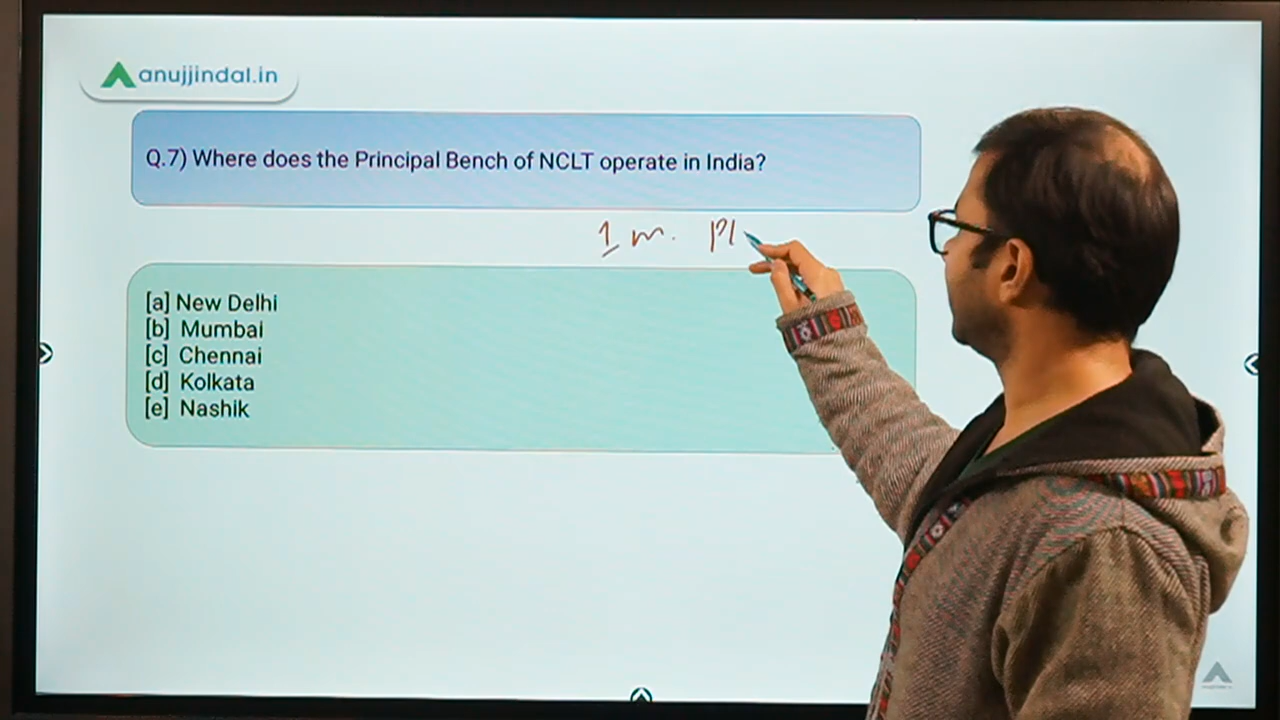 anujjindal.in
Q.7) Where does the Principal Bench of NCLT operate in India?
1 m. Pl
[a] New Delhi
[b] Mumbai
[c] Chennai
[d] Kolkata
[e] Nashik